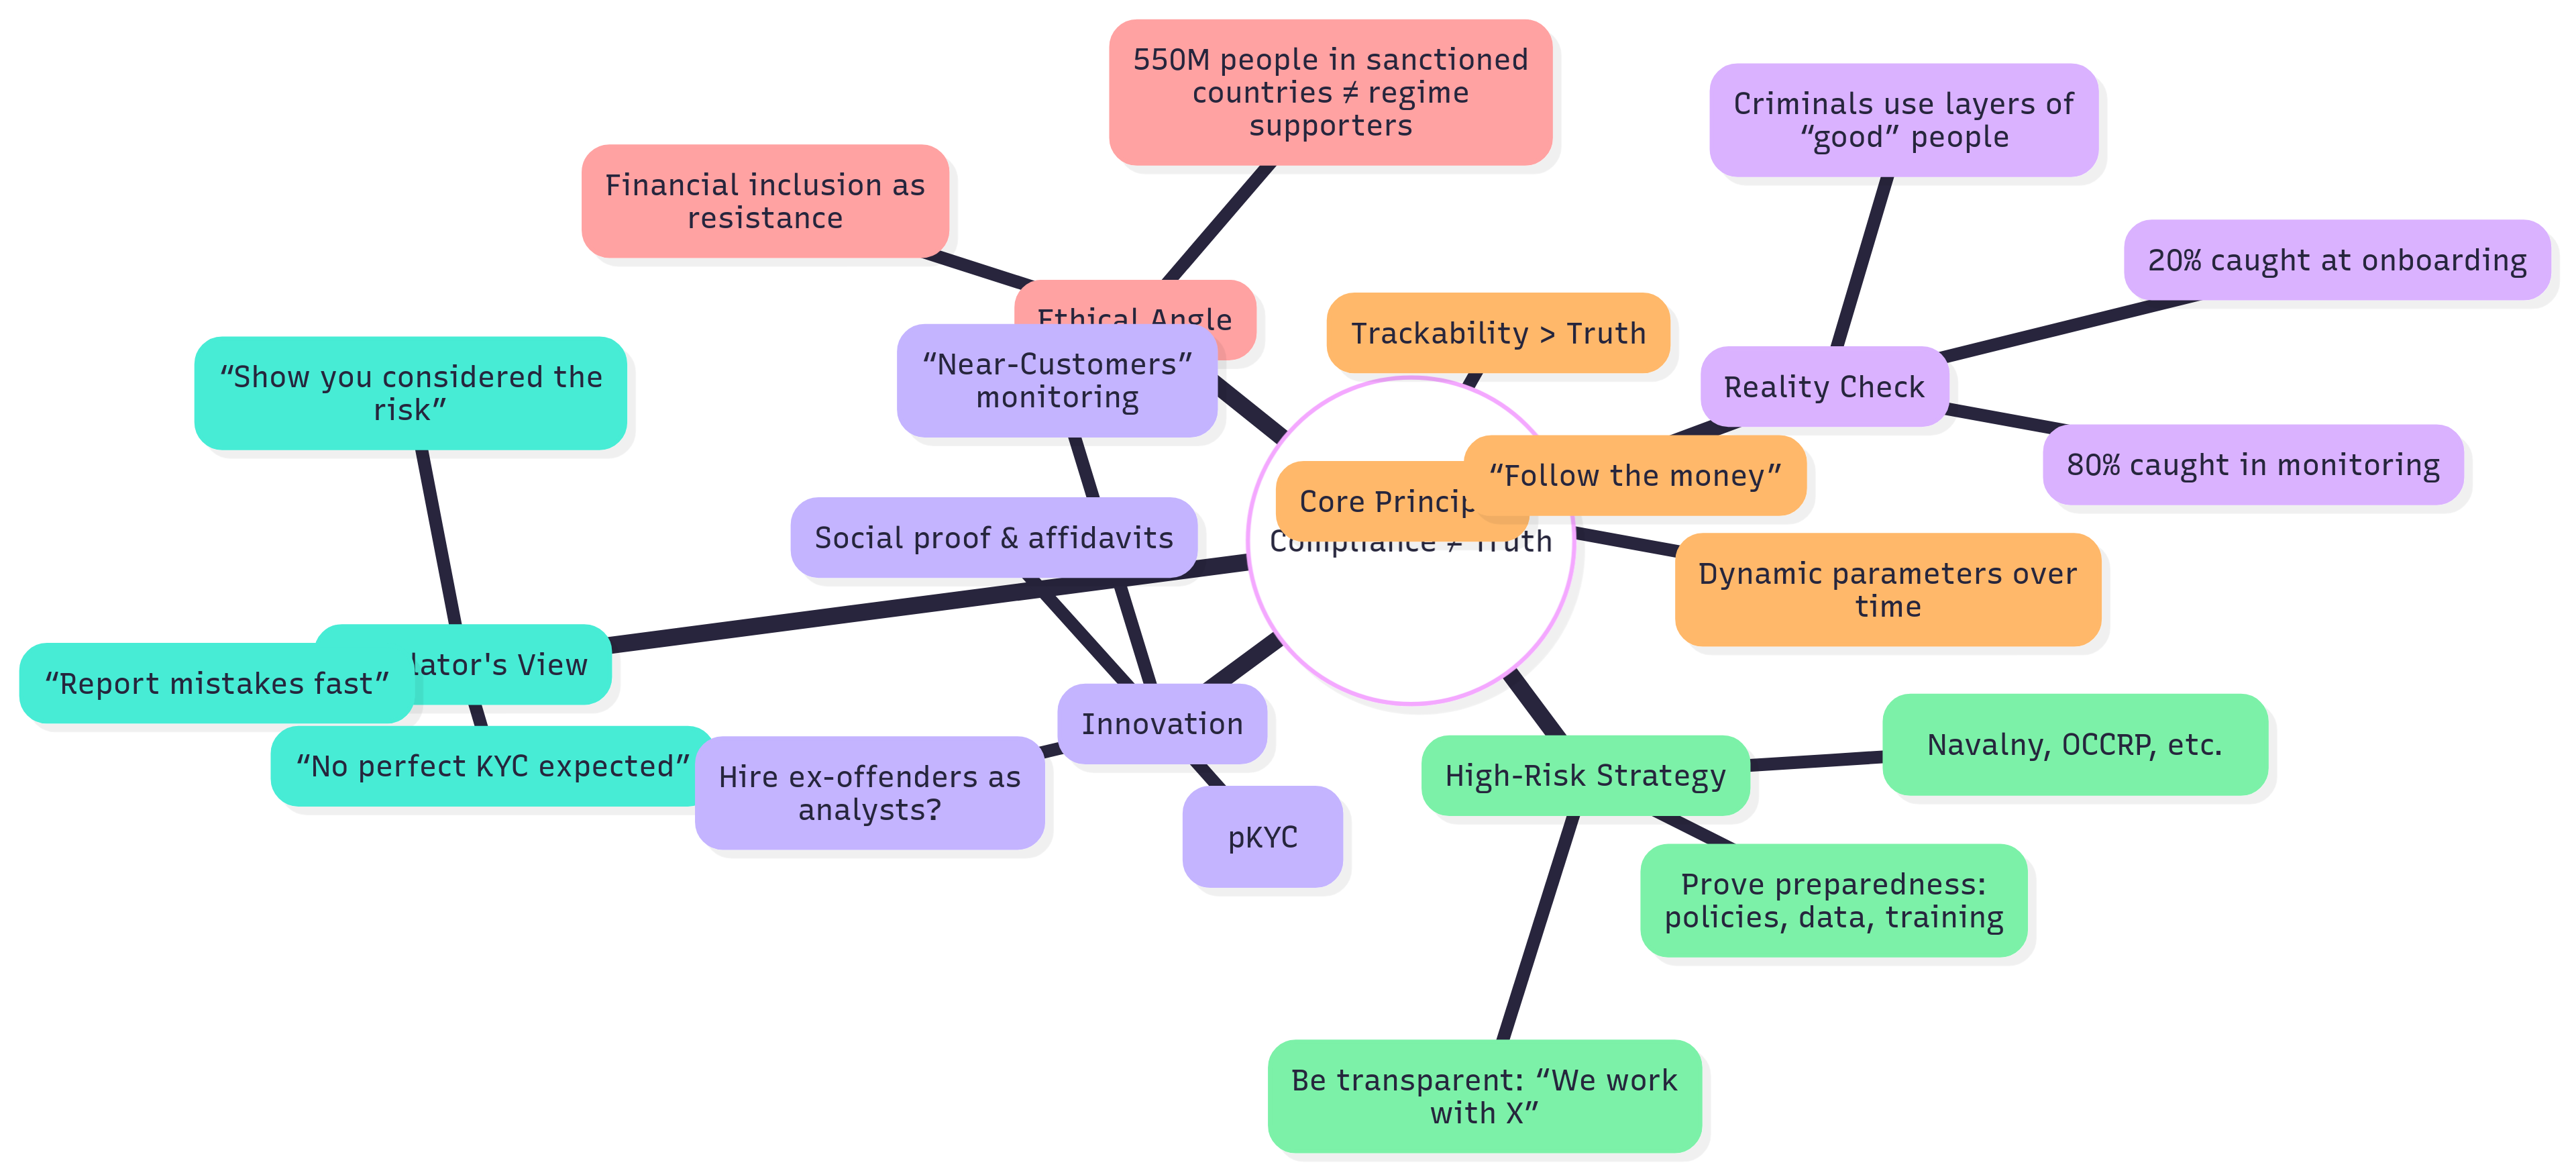 550M people in sanctioned
countries ≠ regime
supporters
Financial inclusion as
resistance
Ethical Angle
Criminals use layers of
“good” people
20% caught at onboarding
Reality Check
80% caught in monitoring
Trackability > Truth
“Follow the money”
Core
Dynamic parameters over
time
Compliance ≠ Truth
“Near-Customers”
monitoring
Social proof & affidavits
Innovation
Hire ex-offenders as
analysts?
pKYC
“Show you considered the
risk”
View
“Report mistakes fast”
“No perfect KYC expected”
High-Risk Strategy
Navalny, OCCRP, etc.
Prove preparedness:
policies, data, training
Be transparent: “We work
with X”